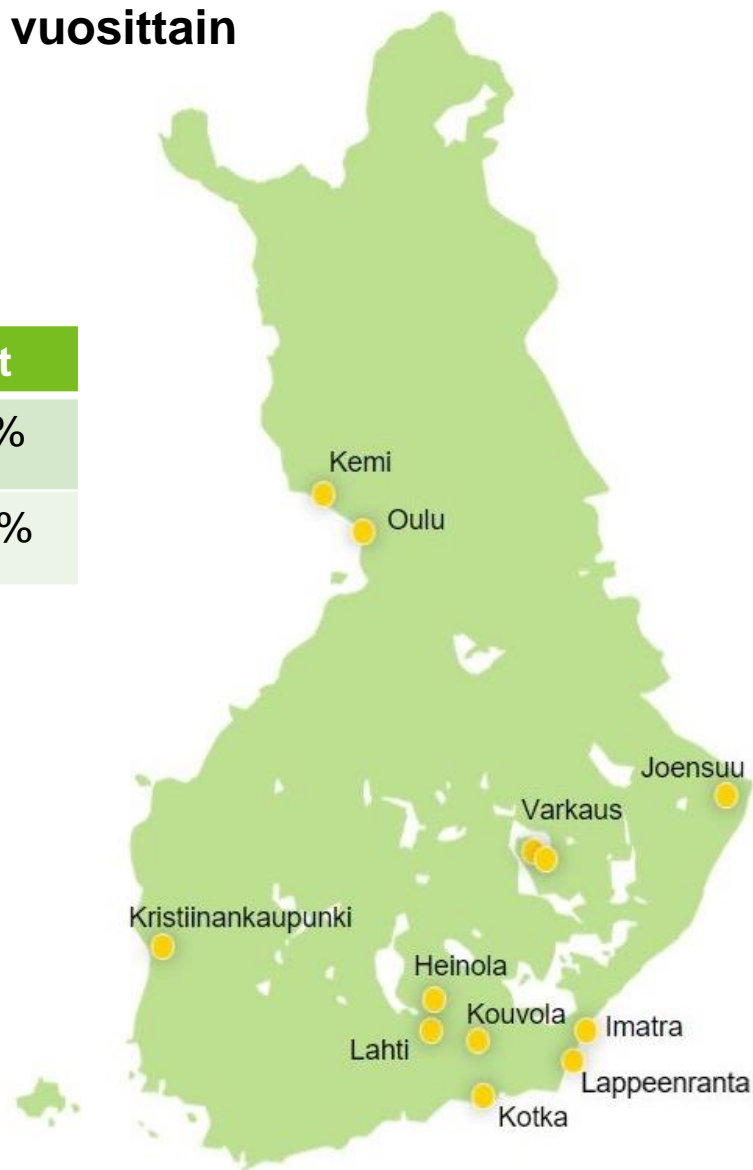 vuosittain
t
%
%
Kemi
Oulu
Joensuu
Varkaus
Kristiinankaupunki
Heinola
Kouvola
Imatra
Lahti
Lappeenranta
Kotka